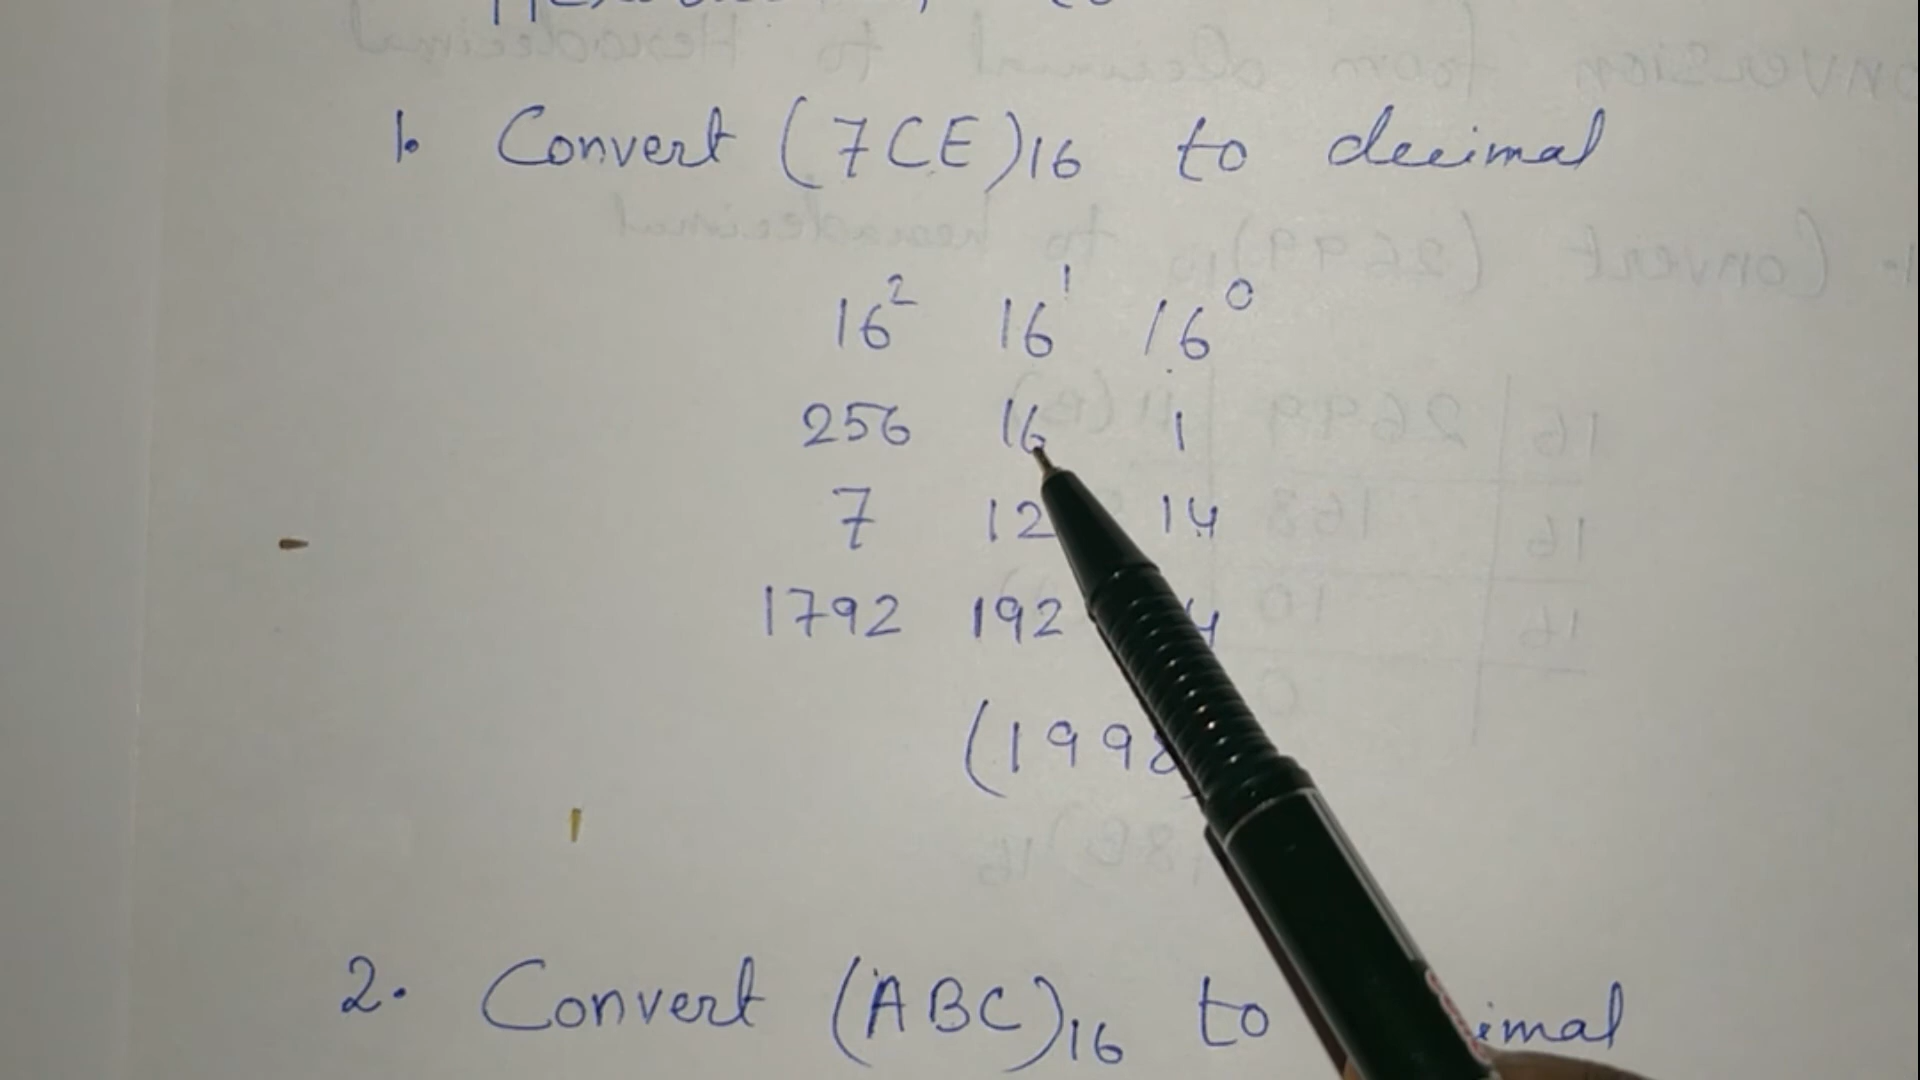 1. Convert (7CE)16 to decimal
16² 16¹ 16⁰
256 16 1
7 12 14
1792 192
(1998
2. Convert (ABC)16 to